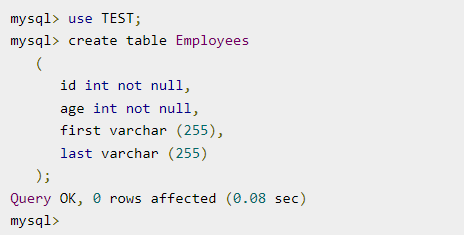 mysql> use TEST;
mysql> create table Employees
(
id int not null,
age int not null,
first varchar (255),
last varchar (255)
);
Query OK, 0 rows affected (0.08 sec)
mysql>